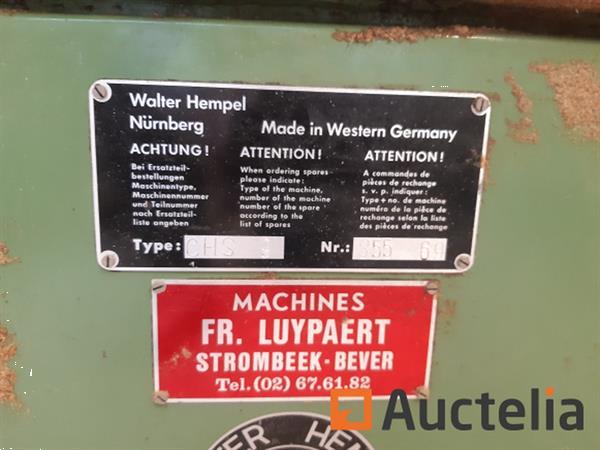 Walter Hempel
Nürnberg
Made in Western Germany
ACHTUNG!
Bei Ersatzteil-
bestellungen
Maschinentype,
Maschinennummer
und Teilnummer
nach Ersatzteil-
liste angeben
ATTENTION!
When ordering spares
please indicate:
Type of the machine,
number of the machine
number of the spare
according to the
list of spares
ATTENTION!
A commandes de
pièces de rechange
s. v. p. indiquer:
Type + no. de machine
numéro de la pièce de
rechange selon la liste
des pièces de rechange
Type: CHS
Nr.: 69
MACHINES
FR. LUYPAERT
STROMBEEK-BEVER
Tel. (02) 67.61.82
Auctelia